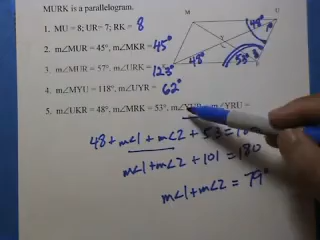 MURK is a parallelogram.
1. MU = 8; UR= 7; RK = 8
2. m∠MUR = 45°, m∠MKR = 45°
3. m∠MUR = 57°. m∠URK = 123°
4. m∠MYU = 118°, m∠UYR = 62°
5. m∠UKR = 48°, m∠MRK = 53°. m∠YUR = m∠YRU =
48 + m∠1 + m∠2 + 53 =
m∠1 + m∠2 + 101 = 180
m∠1 + m∠2 = 79°
M
U
Y
48°
48°
53°